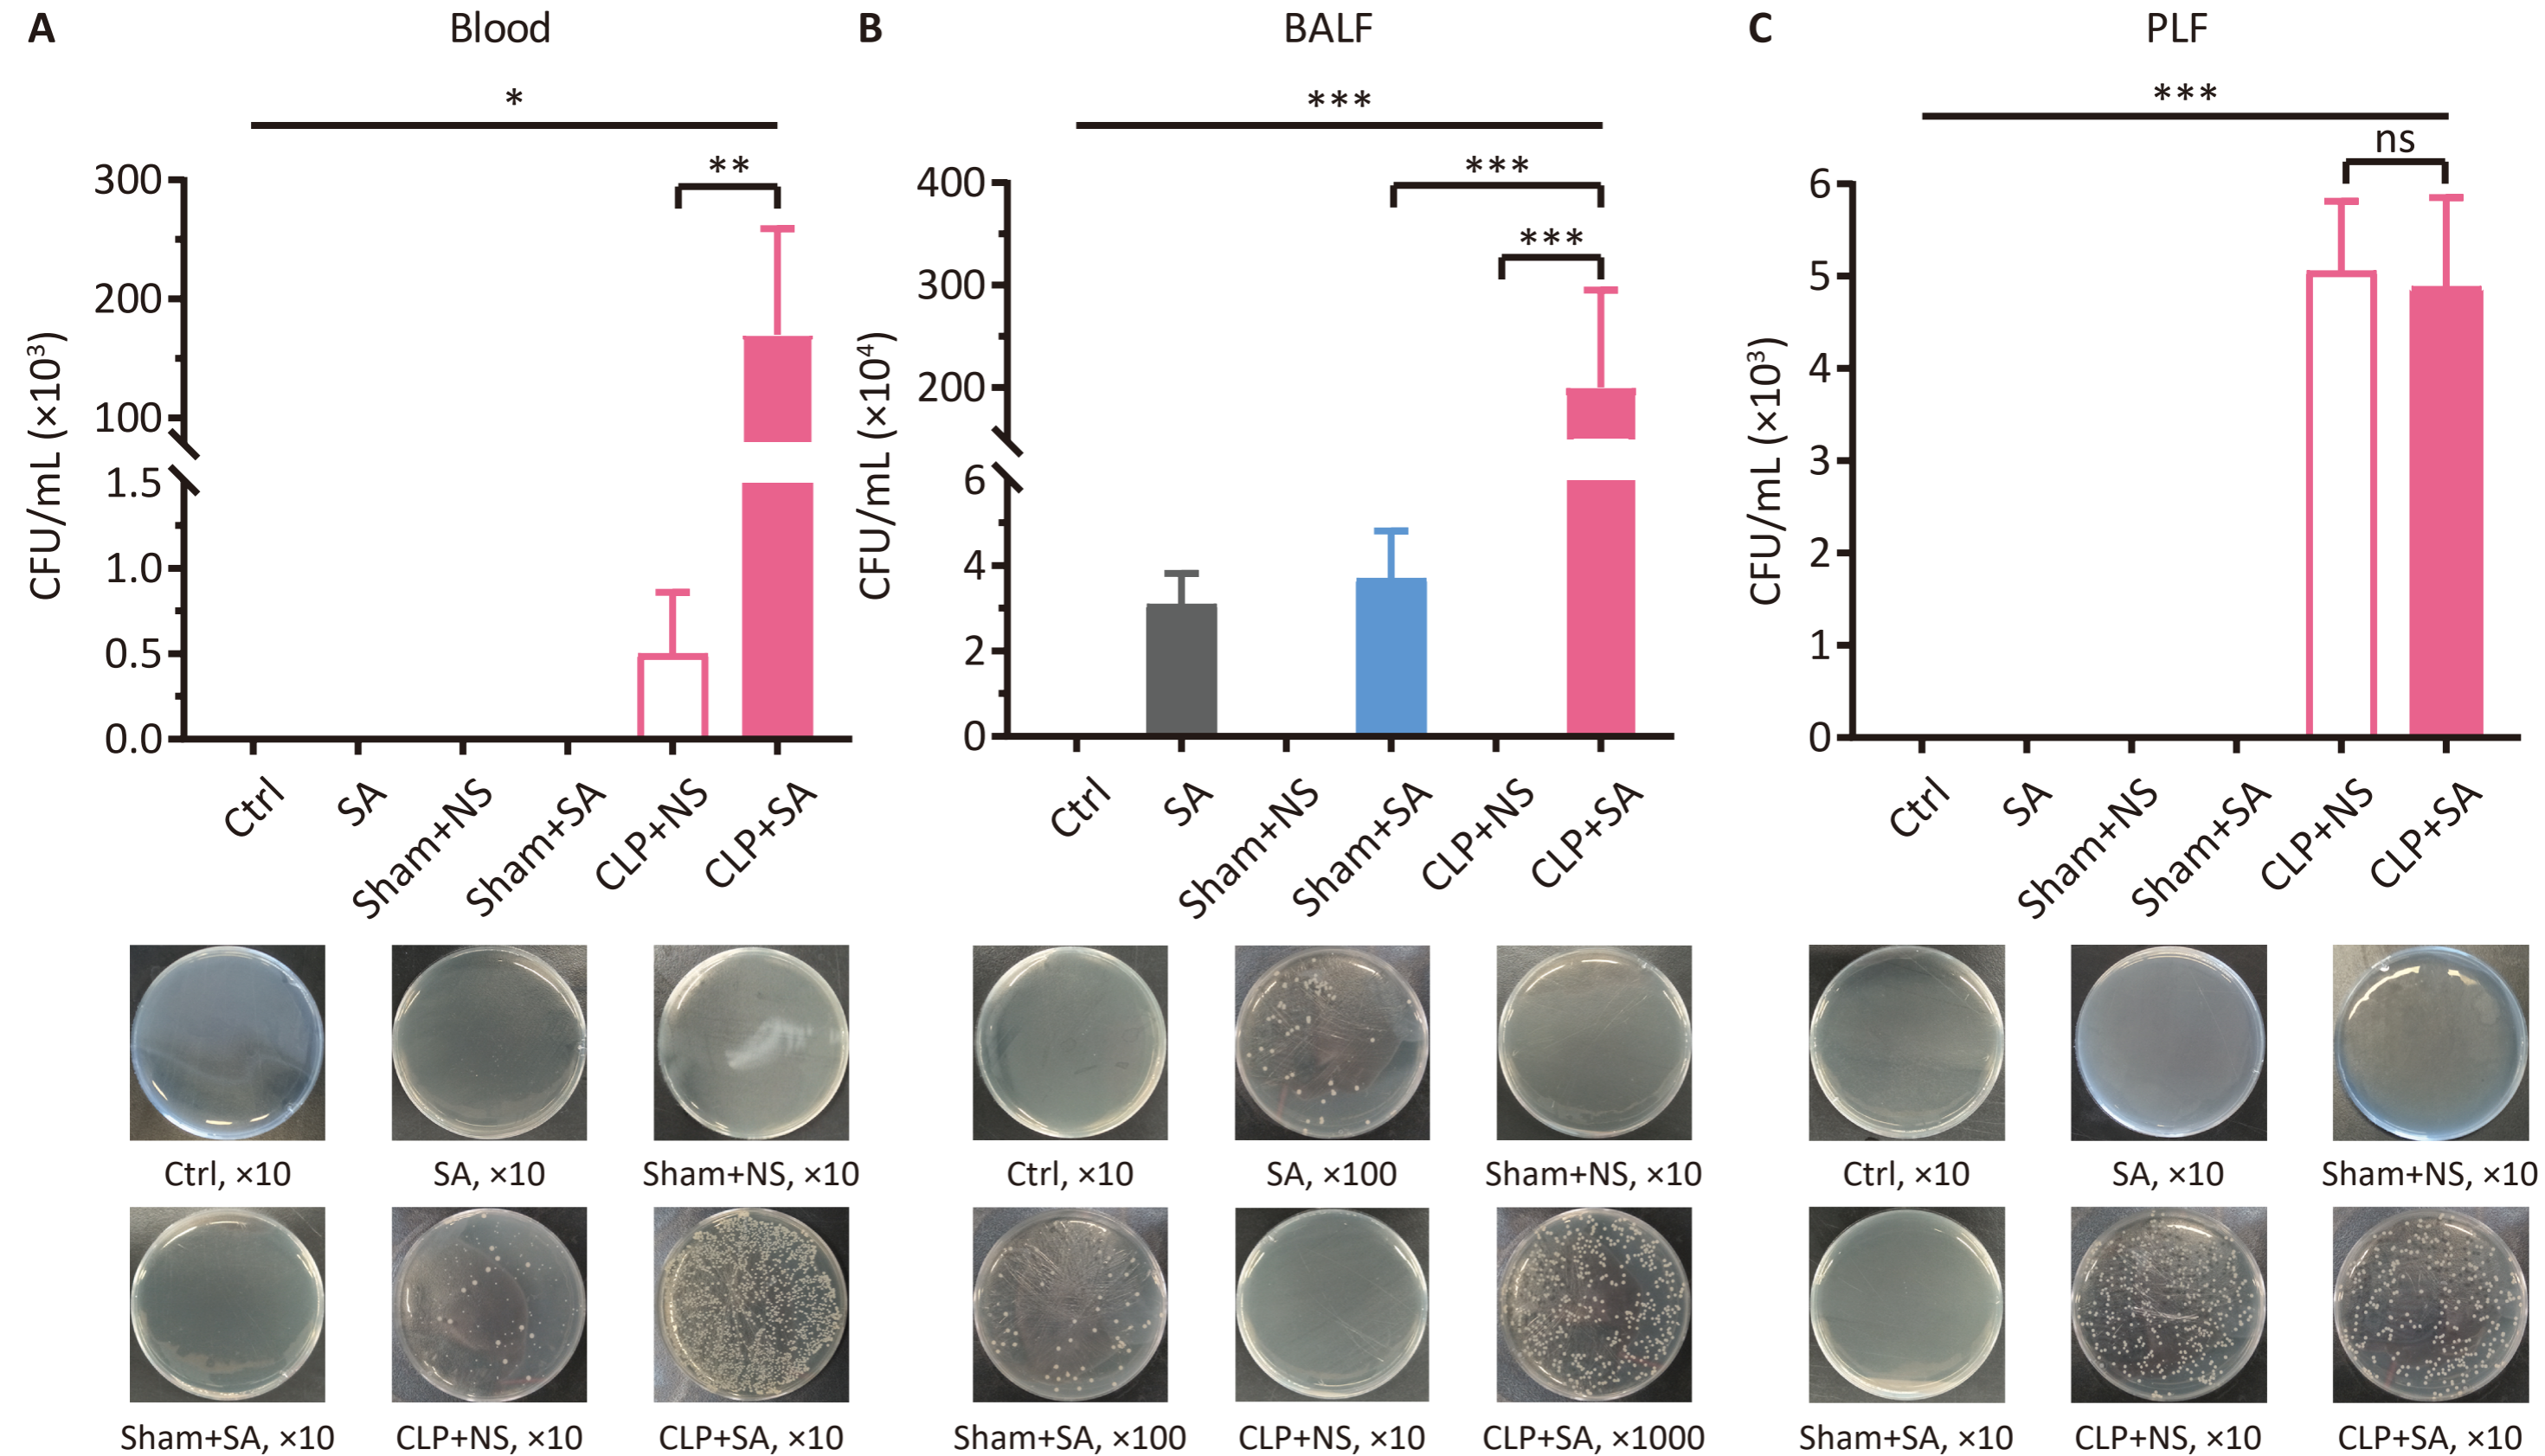 A
Blood
*
**
300
200
100
1.5
1.0
0.5
0.0
CFU/mL (×10³)
Ctrl
SA
Sham+NS
Sham+SA
CLP+NS
CLP+SA
Ctrl, ×10
SA, ×10
Sham+NS, ×10
Sham+SA, ×10
CLP+NS, ×10
CLP+SA, ×10
B
BALF
***
***
***
400
300
200
6
4
2
0
CFU/mL (×10⁴)
Ctrl
SA
Sham+NS
Sham+SA
CLP+NS
CLP+SA
Ctrl, ×10
SA, ×100
Sham+NS, ×10
Sham+SA, ×100
CLP+NS, ×10
CLP+SA, ×1000
C
PLF
***
ns
6
5
4
3
2
1
0
CFU/mL (×10³)
Ctrl
SA
Sham+NS
Sham+SA
CLP+NS
CLP+SA
Ctrl, ×10
SA, ×10
Sham+NS, ×10
Sham+SA, ×10
CLP+NS, ×10
CLP+SA, ×10